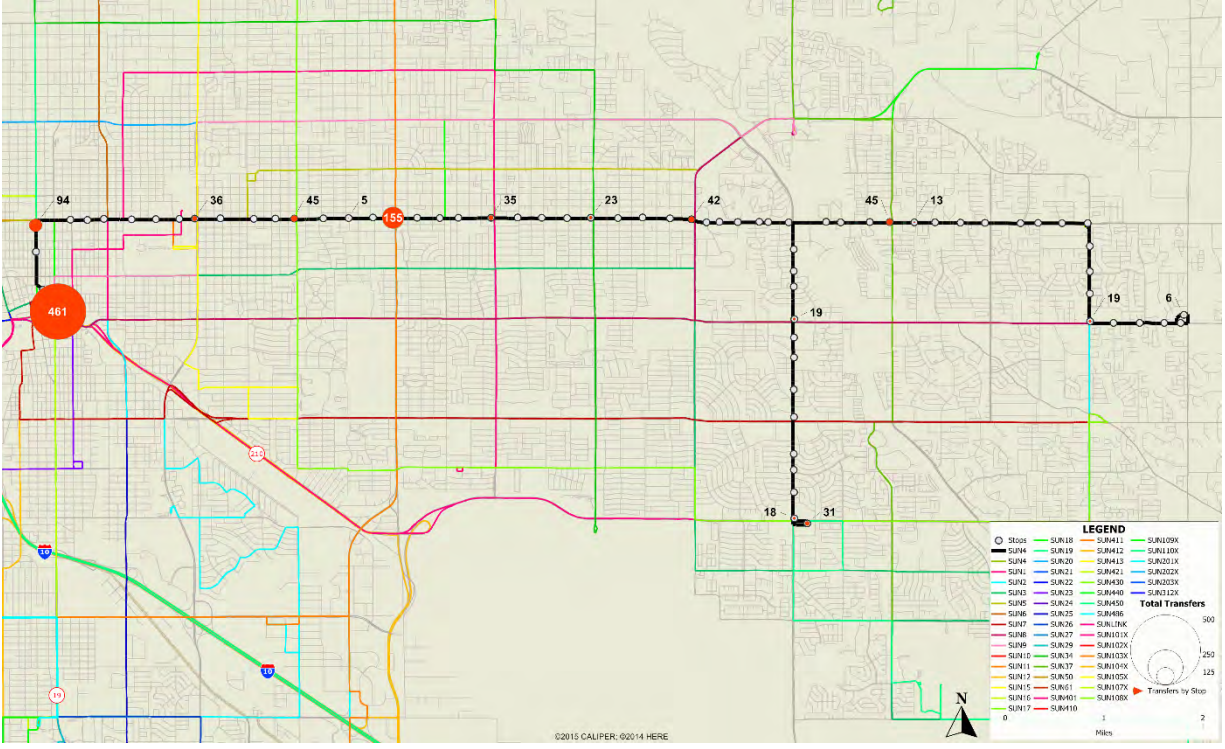 94
36
45
5
155
35
23
42
45
13
461
19
19
6
210
18
31
10
10
19
LEGEND
Stops
SUN4
SUN4
SUN1
SUN2
SUN3
SUN5
SUN6
SUN7
SUN8
SUN9
SUN10
SUN11
SUN12
SUN15
SUN16
SUN17
SUN18
SUN19
SUN20
SUN21
SUN22
SUN23
SUN24
SUN25
SUN26
SUN27
SUN29
SUN34
SUN37
SUN50
SUN61
SUN401
SUN410
SUN411
SUN412
SUN413
SUN421
SUN430
SUN440
SUN450
SUN486
SUNLINK
SUN101X
SUN102X
SUN103X
SUN104X
SUN105X
SUN107X
SUN108X
SUN109X
SUN110X
SUN201X
SUN202X
SUN203X
SUN312X
Total Transfers
500
250
125
Transfers by Stop
N
0 1 2
Miles
©2015 CALIPER; ©2014 HERE